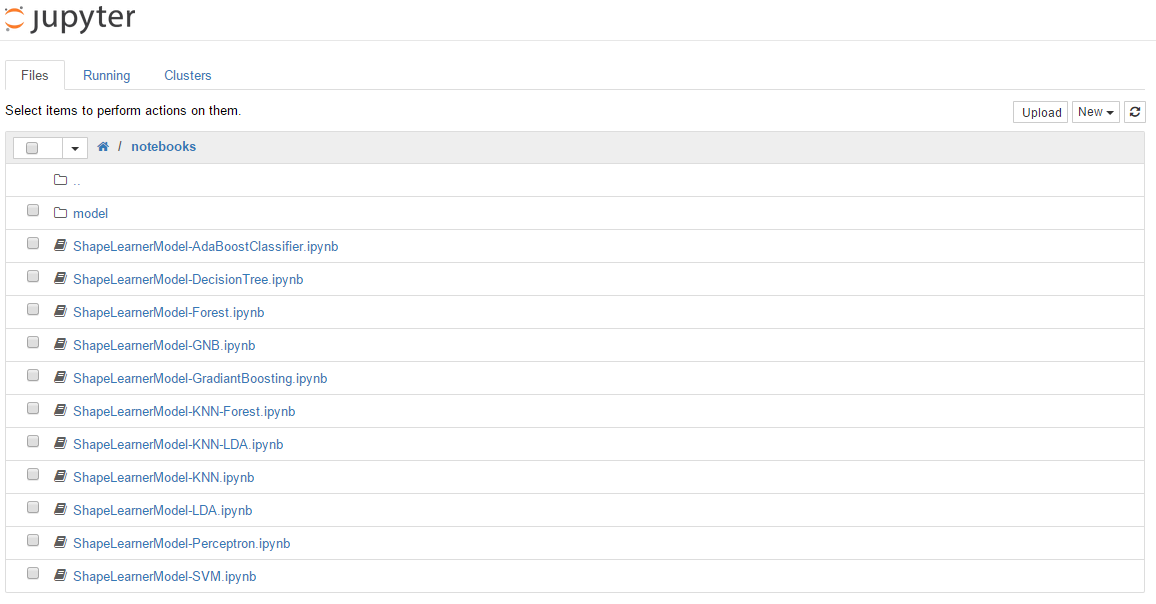 jupyter
Files Running Clusters
Select items to perform actions on them. Upload New
/ notebooks
..
model
ShapeLearnerModel-AdaBoostClassifier.ipynb
ShapeLearnerModel-DecisionTree.ipynb
ShapeLearnerModel-Forest.ipynb
ShapeLearnerModel-GNB.ipynb
ShapeLearnerModel-GradiantBoosting.ipynb
ShapeLearnerModel-KNN-Forest.ipynb
ShapeLearnerModel-KNN-LDA.ipynb
ShapeLearnerModel-KNN.ipynb
ShapeLearnerModel-LDA.ipynb
ShapeLearnerModel-Perceptron.ipynb
ShapeLearnerModel-SVM.ipynb